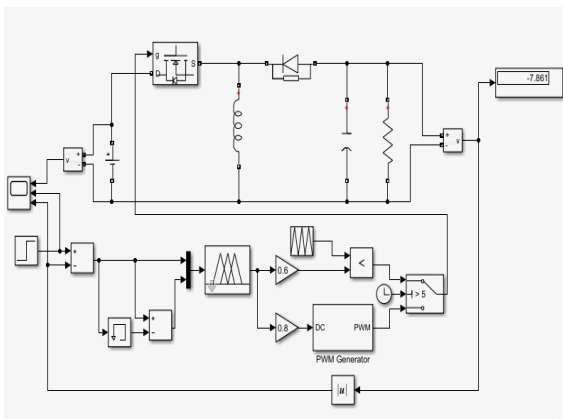 g
D
S
-7.861
+
v
-
+
v
-
+
-
+
-
0.6
<
> 5
0.8
DC
PWM
PWM Generator
|u|